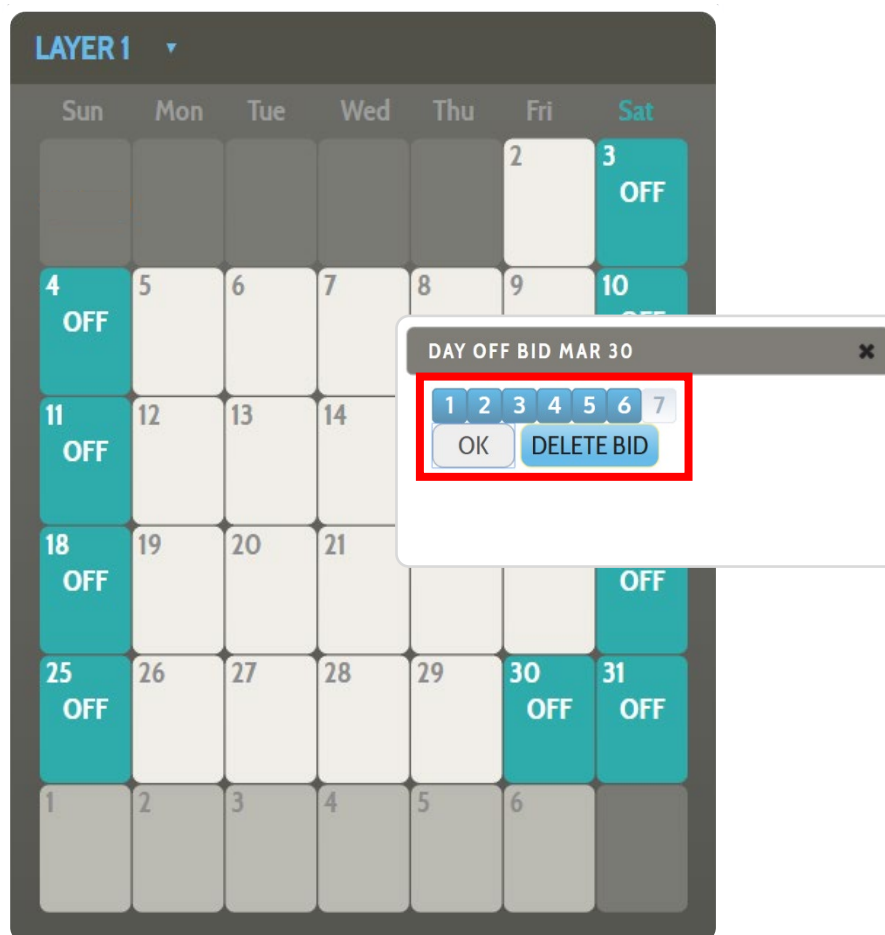 LAYER 1 ▼
Sun Mon Tue Wed Thu Fri Sat
2 3
OFF
4 5 6 7 8 9 10
OFF
DAY OFF BID MAR 30 ✖
1 2 3 4 5 6 7
OK DELETE BID
11 12 13 14
OFF
18 19 20 21
OFF OFF
25 26 27 28 29 30 31
OFF OFF OFF
1 2 3 4 5 6